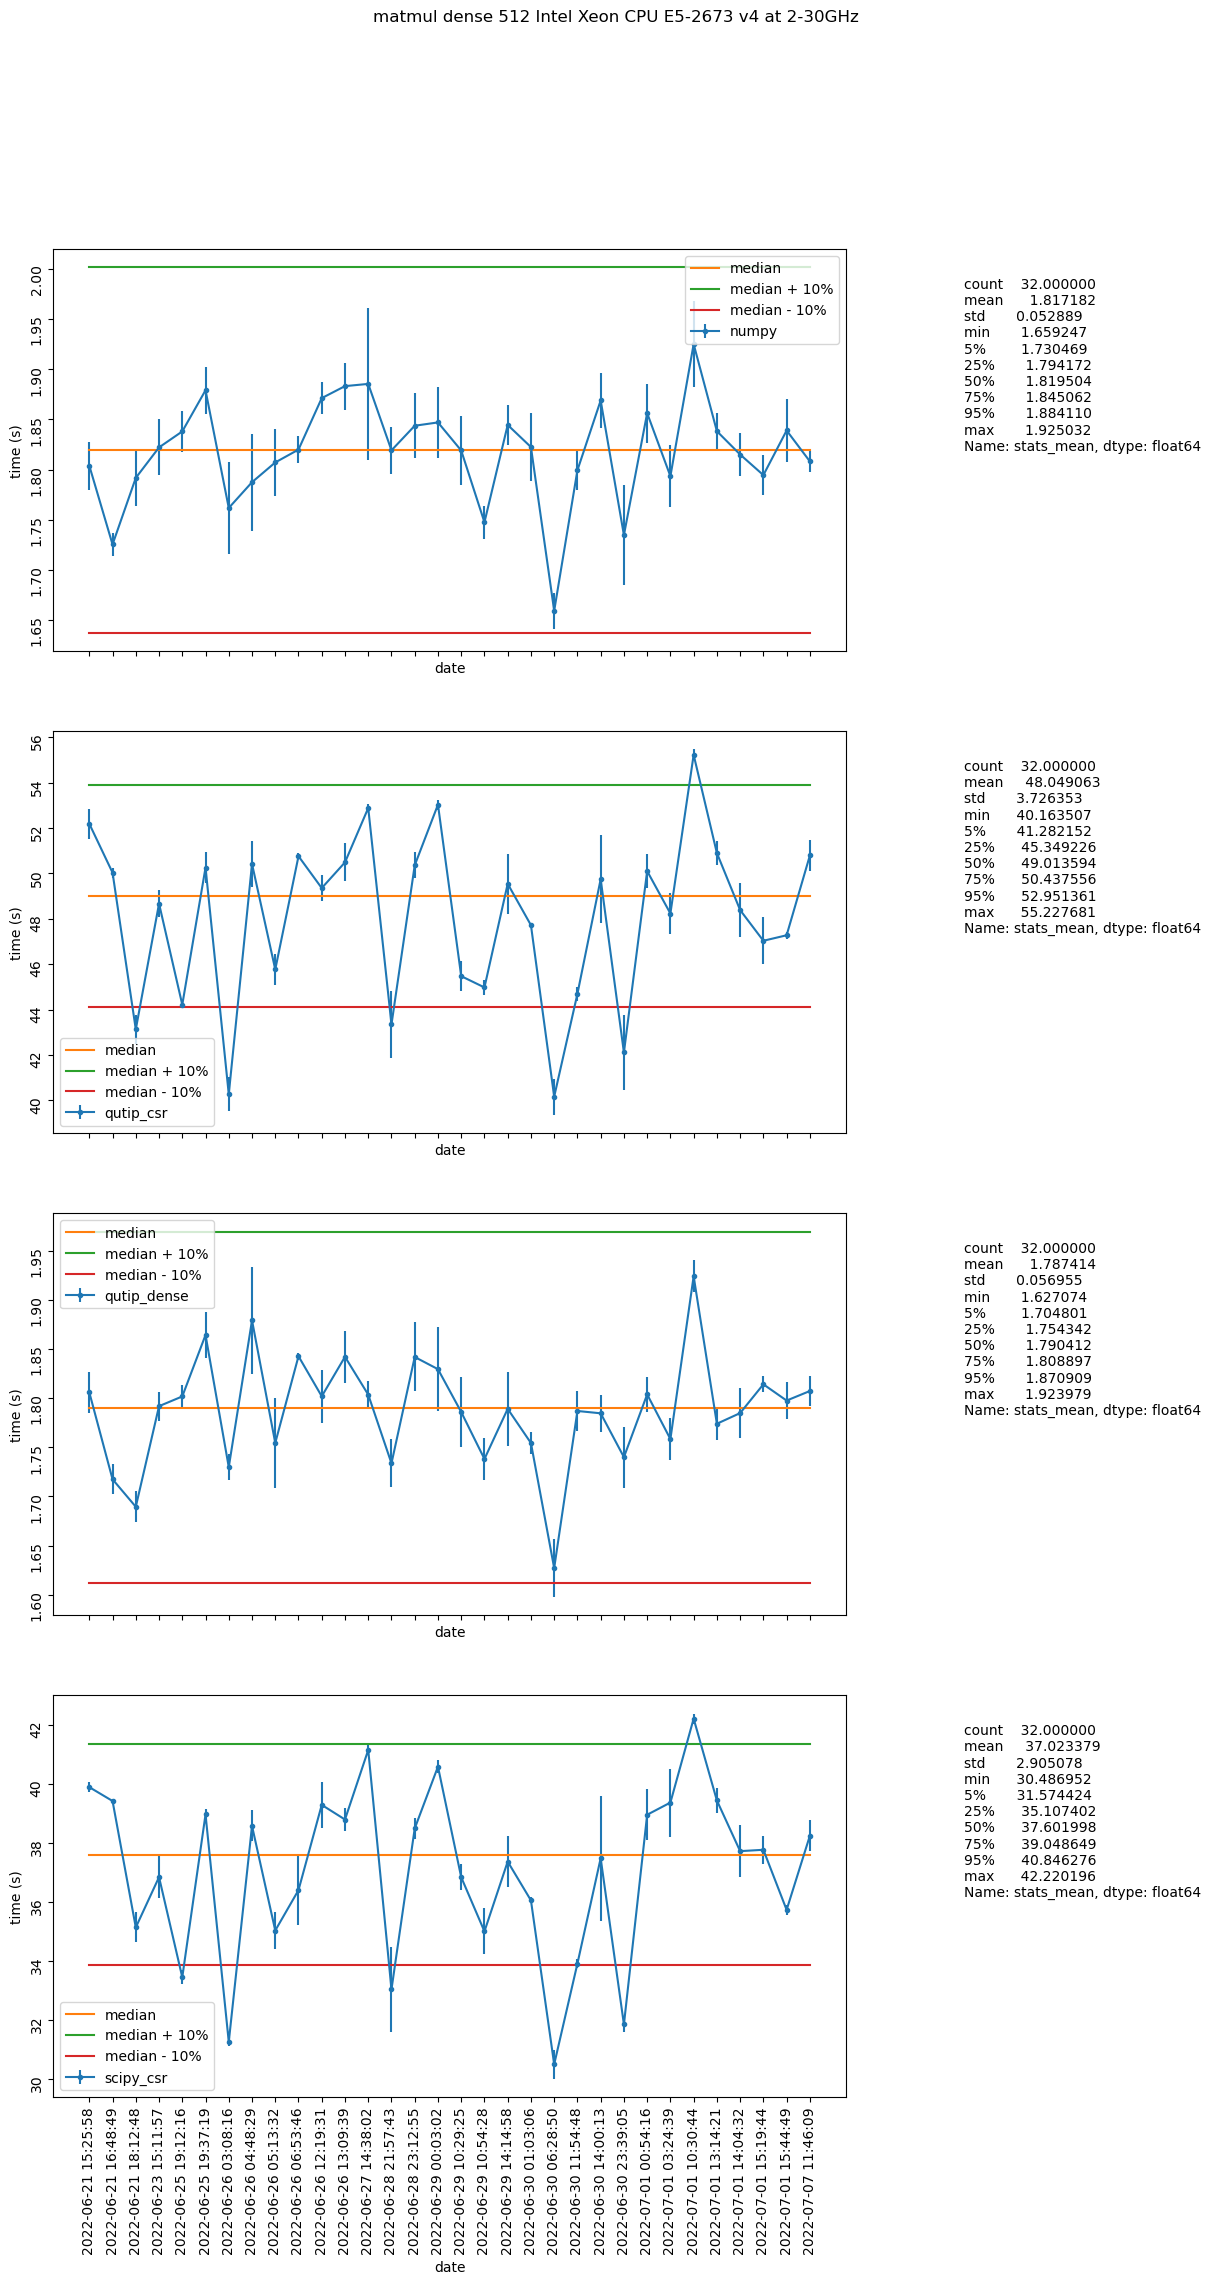 matmul dense 512 Intel Xeon CPU E5-2673 v4 at 2-30GHz
2.00
1.95
1.90
1.85
1.80
1.75
1.70
1.65
time (s)
date
median
median + 10%
median - 10%
numpy
count 32.000000
mean 1.817182
std 0.052889
min 1.659247
5% 1.730469
25% 1.794172
50% 1.819504
75% 1.845062
95% 1.884110
max 1.925032
Name: stats_mean, dtype: float64
56
54
52
50
48
46
44
42
40
time (s)
date
median
median + 10%
median - 10%
qutip_csr
count 32.000000
mean 48.049063
std 3.726353
min 40.163507
5% 41.282152
25% 45.349226
50% 49.013594
75% 50.437556
95% 52.951361
max 55.227681
Name: stats_mean, dtype: float64
1.95
1.90
1.85
1.80
1.75
1.70
1.65
1.60
time (s)
date
median
median + 10%
median - 10%
qutip_dense
count 32.000000
mean 1.787414
std 0.056955
min 1.627074
5% 1.704801
25% 1.754342
50% 1.790412
75% 1.808897
95% 1.870909
max 1.923979
Name: stats_mean, dtype: float64
42
40
38
36
34
32
30
time (s)
median
median + 10%
median - 10%
scipy_csr
count 32.000000
mean 37.023379
std 2.905078
min 30.486952
5% 31.574424
25% 35.107402
50% 37.601998
75% 39.048649
95% 40.846276
max 42.220196
Name: stats_mean, dtype: float64
2022-06-21 15:25:58
2022-06-21 16:48:49
2022-06-21 18:12:48
2022-06-23 15:11:57
2022-06-25 19:12:16
2022-06-25 19:37:19
2022-06-26 03:08:16
2022-06-26 04:48:29
2022-06-26 05:13:32
2022-06-26 06:53:46
2022-06-26 12:19:31
2022-06-26 13:09:39
2022-06-27 14:38:02
2022-06-28 21:57:43
2022-06-28 23:12:55
2022-06-29 00:03:02
2022-06-29 10:29:25
2022-06-29 10:54:28
2022-06-29 14:14:58
2022-06-30 01:03:06
2022-06-30 06:28:50
2022-06-30 11:54:48
2022-06-30 14:00:13
2022-06-30 23:39:05
2022-07-01 00:54:16
2022-07-01 03:24:39
2022-07-01 10:30:44
2022-07-01 13:14:21
2022-07-01 14:04:32
2022-07-01 15:19:44
2022-07-01 15:44:49
2022-07-07 11:46:09
date